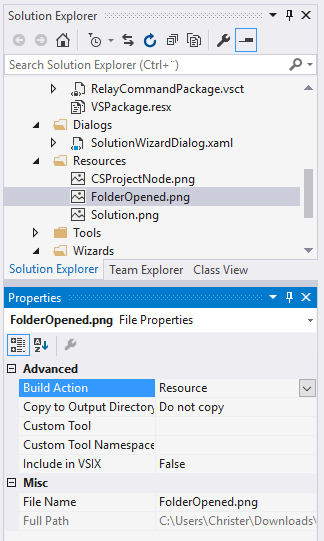 Solution Explorer
Search Solution Explorer (Ctrl+¨)
RelayCommandPackage.vsct
VSPackage.resx
Dialogs
SolutionWizardDialog.xaml
Resources
CSProjectNode.png
FolderOpened.png
Solution.png
Tools
Wizards
Solution Explorer Team Explorer Class View
Properties
FolderOpened.png File Properties
Advanced
Build Action Resource
Copy to Output Directory Do not copy
Custom Tool
Custom Tool Namespace
Include in VSIX False
Misc
File Name FolderOpened.png
Full Path C:\Users\Christer\Downloads\